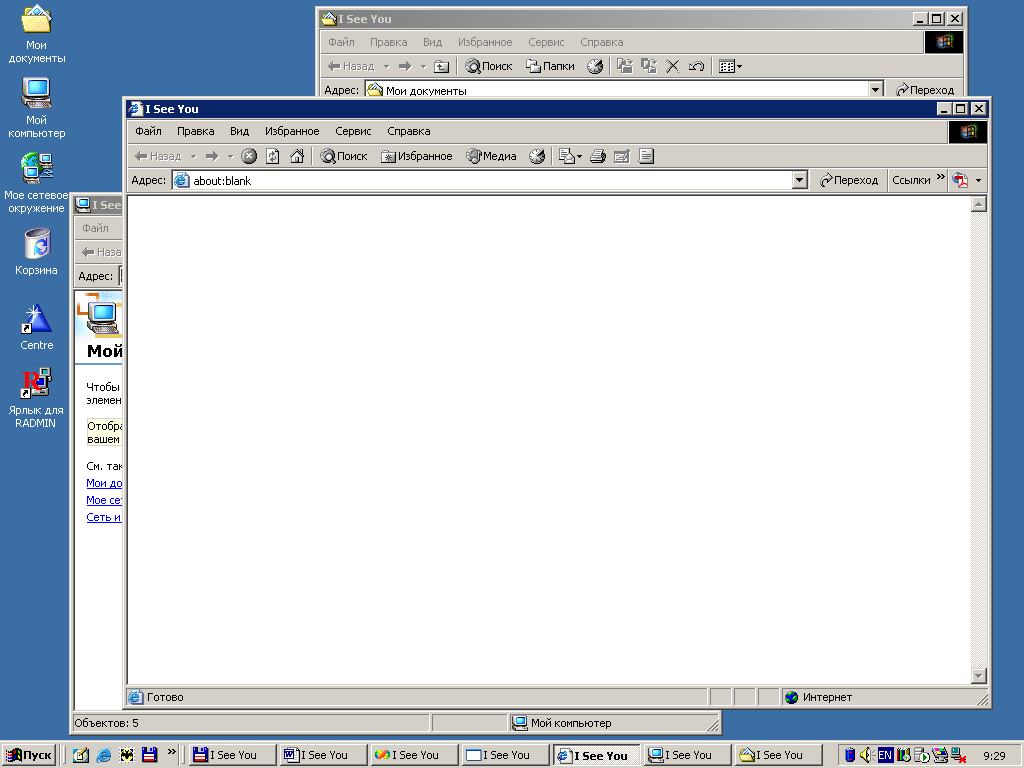 Мои
документы
Мой
компьютер
Мое сетевое
окружение
Корзина
Centre
Ярлык для
RADMIN
I See You
Файл Правка Вид Избранное Сервис Справка
Назад Поиск Папки
Адрес: Мои документы Переход
I See You
Файл Правка Вид Избранное Сервис Справка
Назад Поиск Избранное Медиа
Адрес: about:blank Переход Ссылки »
Готово Интернет
I See
Файл
Наза
Адрес:
Мой
Чтобы
элемен
Отобра
вашем
См. так
Мои до
Мое се
Сеть и
Объектов: 5 Мой компьютер
Пуск » I See You I See You I See You I See You I See You I See You I See You EN 9:29